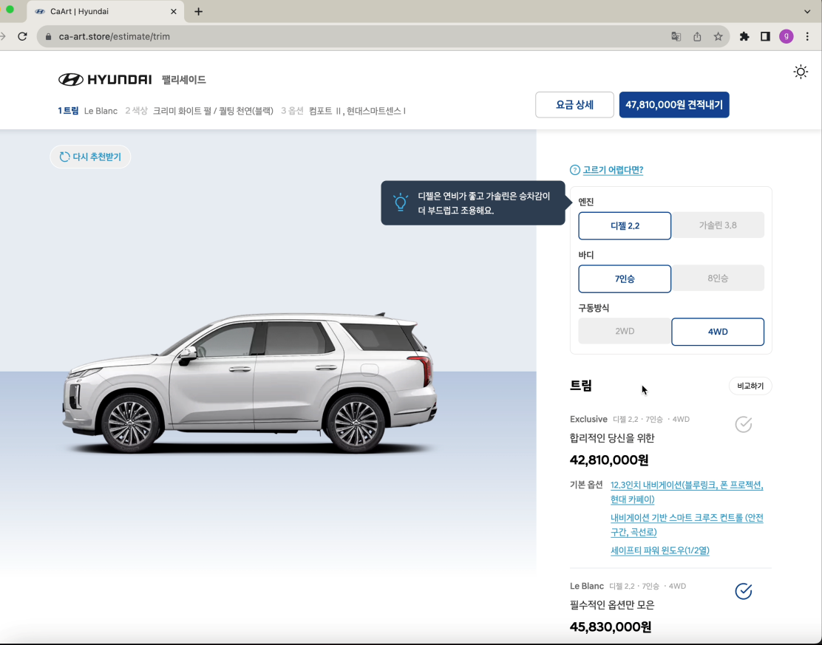 CaArt | Hyundai
ca-art.store/estimate/trim
g
HYUNDAI 팰리세이드
1 트림 Le Blanc 2 색상 크리미 화이트 펄 / 퀄팅 천연(블랙) 3 옵션 컴포트 II , 현대스마트센스 I
요금 상세
47,810,000원 견적내기
다시 추천받기
? 고르기 어렵다면?
디젤은 연비가 좋고 가솔린은 승차감이
더 부드럽고 조용해요.
엔진
디젤 2.2 가솔린 3.8
바디
7인승 8인승
구동방식
2WD 4WD
트림 비교하기
Exclusive 디젤 2.2 · 7인승 · 4WD
합리적인 당신을 위한
42,810,000원
기본 옵션 12.3인치 내비게이션(블루링크, 폰 프로젝션,
현대 카페이)
내비게이션 기반 스마트 크루즈 컨트롤 (안전
구간, 곡선로)
세이프티 파워 윈도우(1/2열)
Le Blanc 디젤 2.2 · 7인승 · 4WD
필수적인 옵션만 모은
45,830,000원